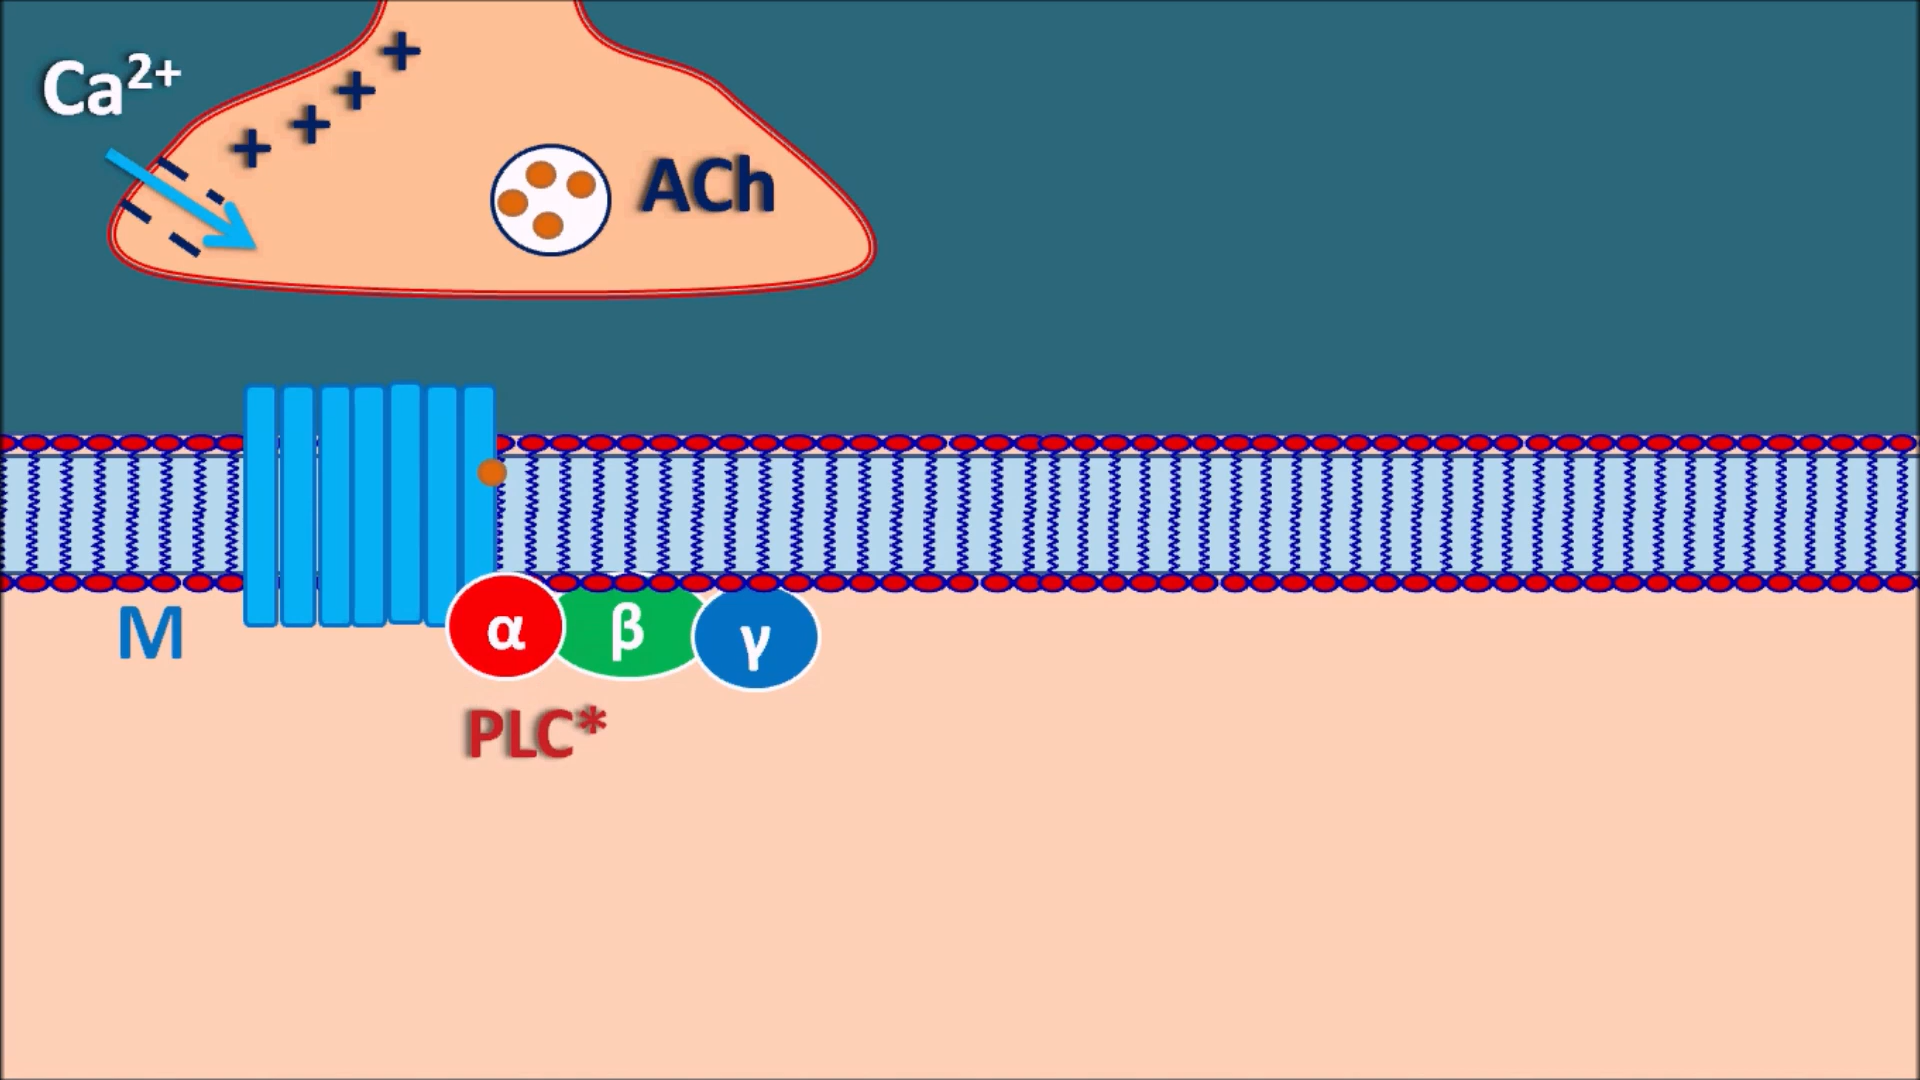 Ca²⁺
+ + + +
ACh
M
α β γ
PLC*